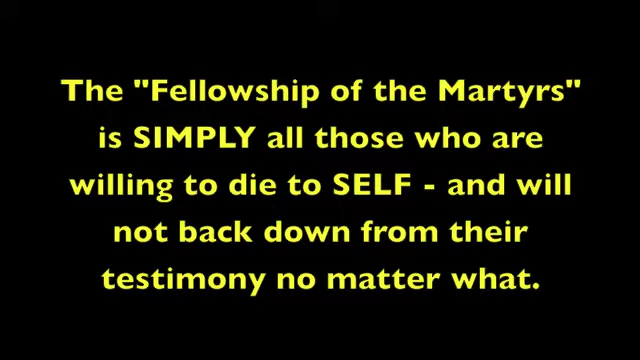 The "Fellowship of the Martyrs"
is SIMPLY all those who are
willing to die to SELF - and will
not back down from their
testimony no matter what.